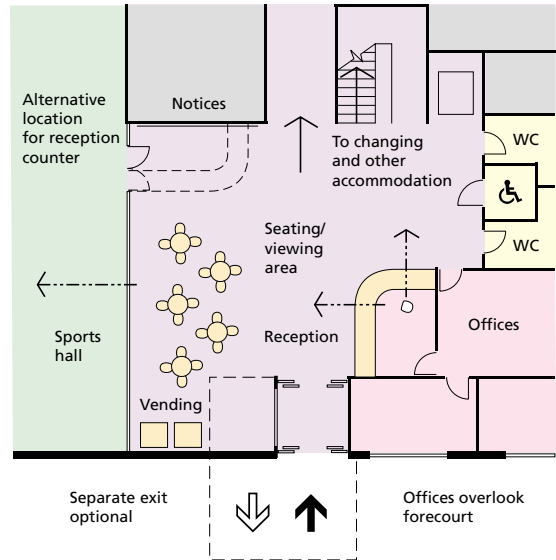 Alternative
location
for reception
counter
Notices
To changing
and other
accommodation
WC
WC
Seating/
viewing
area
Sports
hall
Reception
Offices
Vending
Separate exit
optional
Offices overlook
forecourt